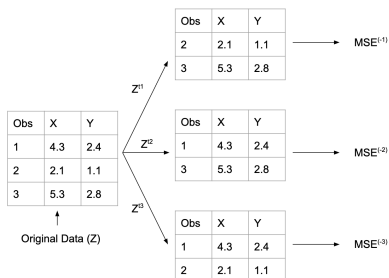 Obs X Y
2 2.1 1.1
3 5.3 2.8
MSE(-1)
Zt1
Obs X Y
1 4.3 2.4
2 2.1 1.1
3 5.3 2.8
Original Data (Z)
Zt2
Obs X Y
1 4.3 2.4
3 5.3 2.8
MSE(-2)
Zt3
Obs X Y
1 4.3 2.4
2 2.1 1.1
MSE(-3)